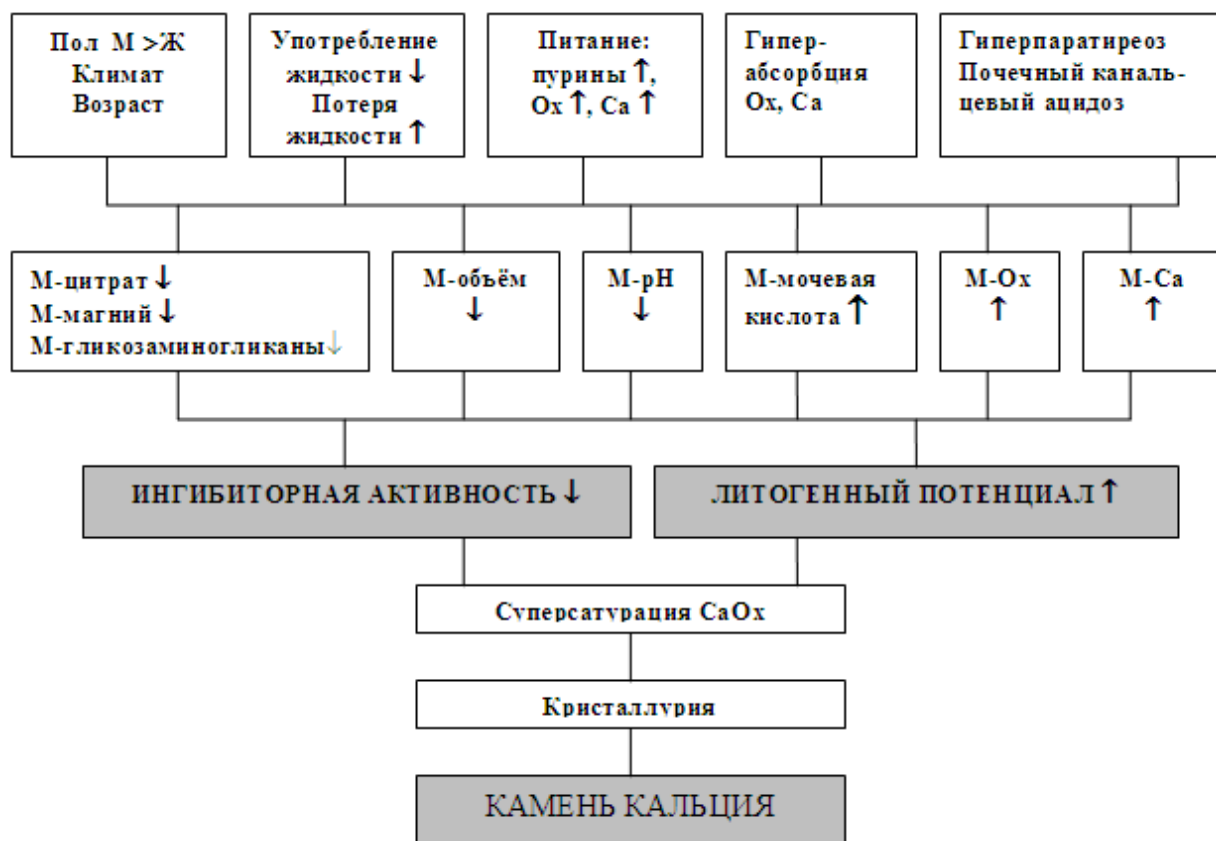 Пол М >Ж
Климат
Возраст
Употребление
жидкости ↓
Потеря
жидкости ↑
Питание:
пурины ↑,
Ox ↑, Ca ↑
Гипер-
абсорбция
Ox, Ca
Гиперпаратиреоз
Почечный каналь-
цевый ацидоз
М-цитрат ↓
М-магний ↓
М-гликозаминогликаны ↓
М-объём
↓
М-pH
↓
М-мочевая
кислота ↑
М-Ox
↑
М-Ca
↑
ИНГИБИТОРНАЯ АКТИВНОСТЬ ↓
ЛИТОГЕННЫЙ ПОТЕНЦИАЛ ↑
Суперсатурация CaOx
Кристаллурия
КАМЕНЬ КАЛЬЦИЯ